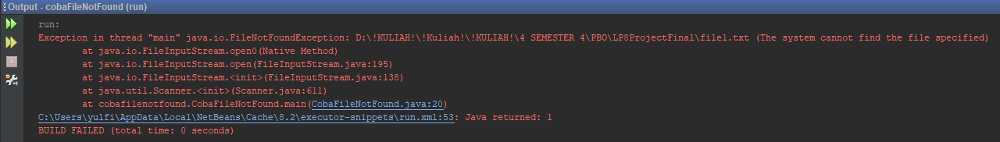 Output - cobaFileNotFound (run)
run:
Exception in thread "main" java.io.FileNotFoundException: D:\!KULIAH!\!Kuliah!\!KULIAH!\4 SEMESTER 4\PBO\LP8ProjectFinal\file1.txt (The system cannot find the file specified)
at java.io.FileInputStream.open0(Native Method)
at java.io.FileInputStream.open(FileInputStream.java:195)
at java.io.FileInputStream.<init>(FileInputStream.java:138)
at java.util.Scanner.<init>(Scanner.java:611)
at cobafilenotfound.CobaFileNotFound.main(CobaFileNotFound.java:20)
C:\Users\yulfi\AppData\Local\NetBeans\Cache\8.2\executor-snippets\run.xml:53: Java returned: 1
BUILD FAILED (total time: 0 seconds)